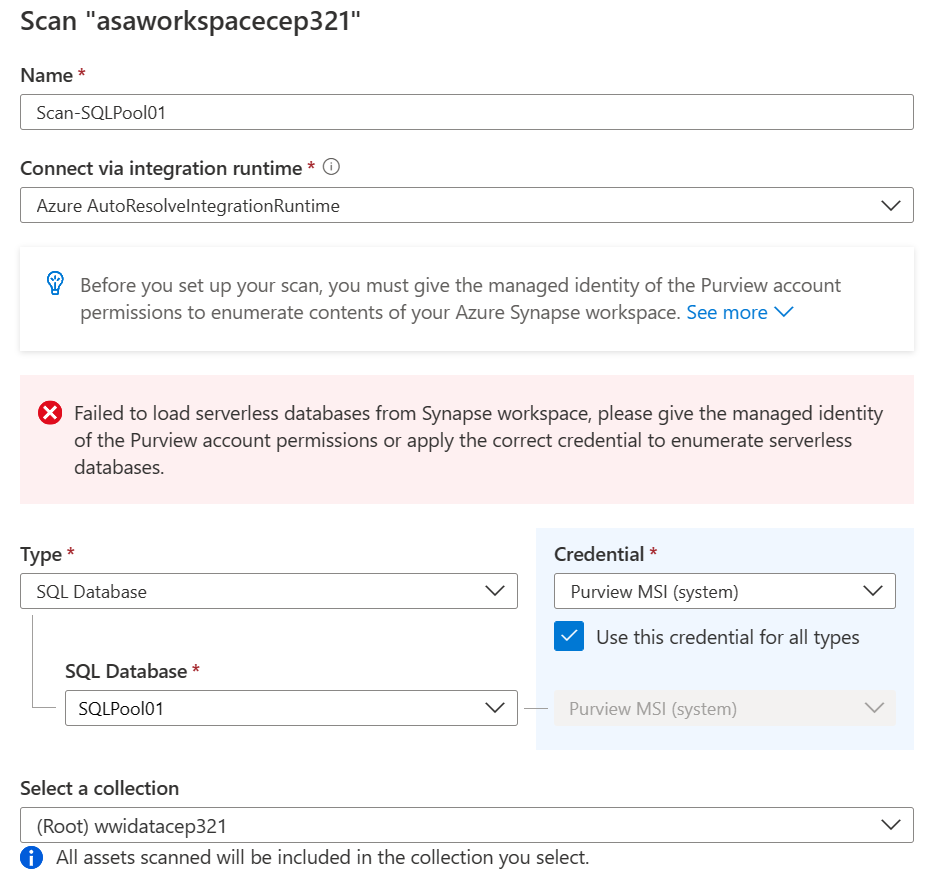 Scan "asaworkspacecep321"
Name *
Scan-SQLPool01
Connect via integration runtime *
Azure AutoResolveIntegrationRuntime
Before you set up your scan, you must give the managed identity of the Purview account
permissions to enumerate contents of your Azure Synapse workspace. See more
Failed to load serverless databases from Synapse workspace, please give the managed identity
of the Purview account permissions or apply the correct credential to enumerate serverless
databases.
Type *
Credential *
SQL Database
Purview MSI (system)
Use this credential for all types
SQL Database *
SQLPool01
Purview MSI (system)
Select a collection
(Root) wwidatacep321
All assets scanned will be included in the collection you select.